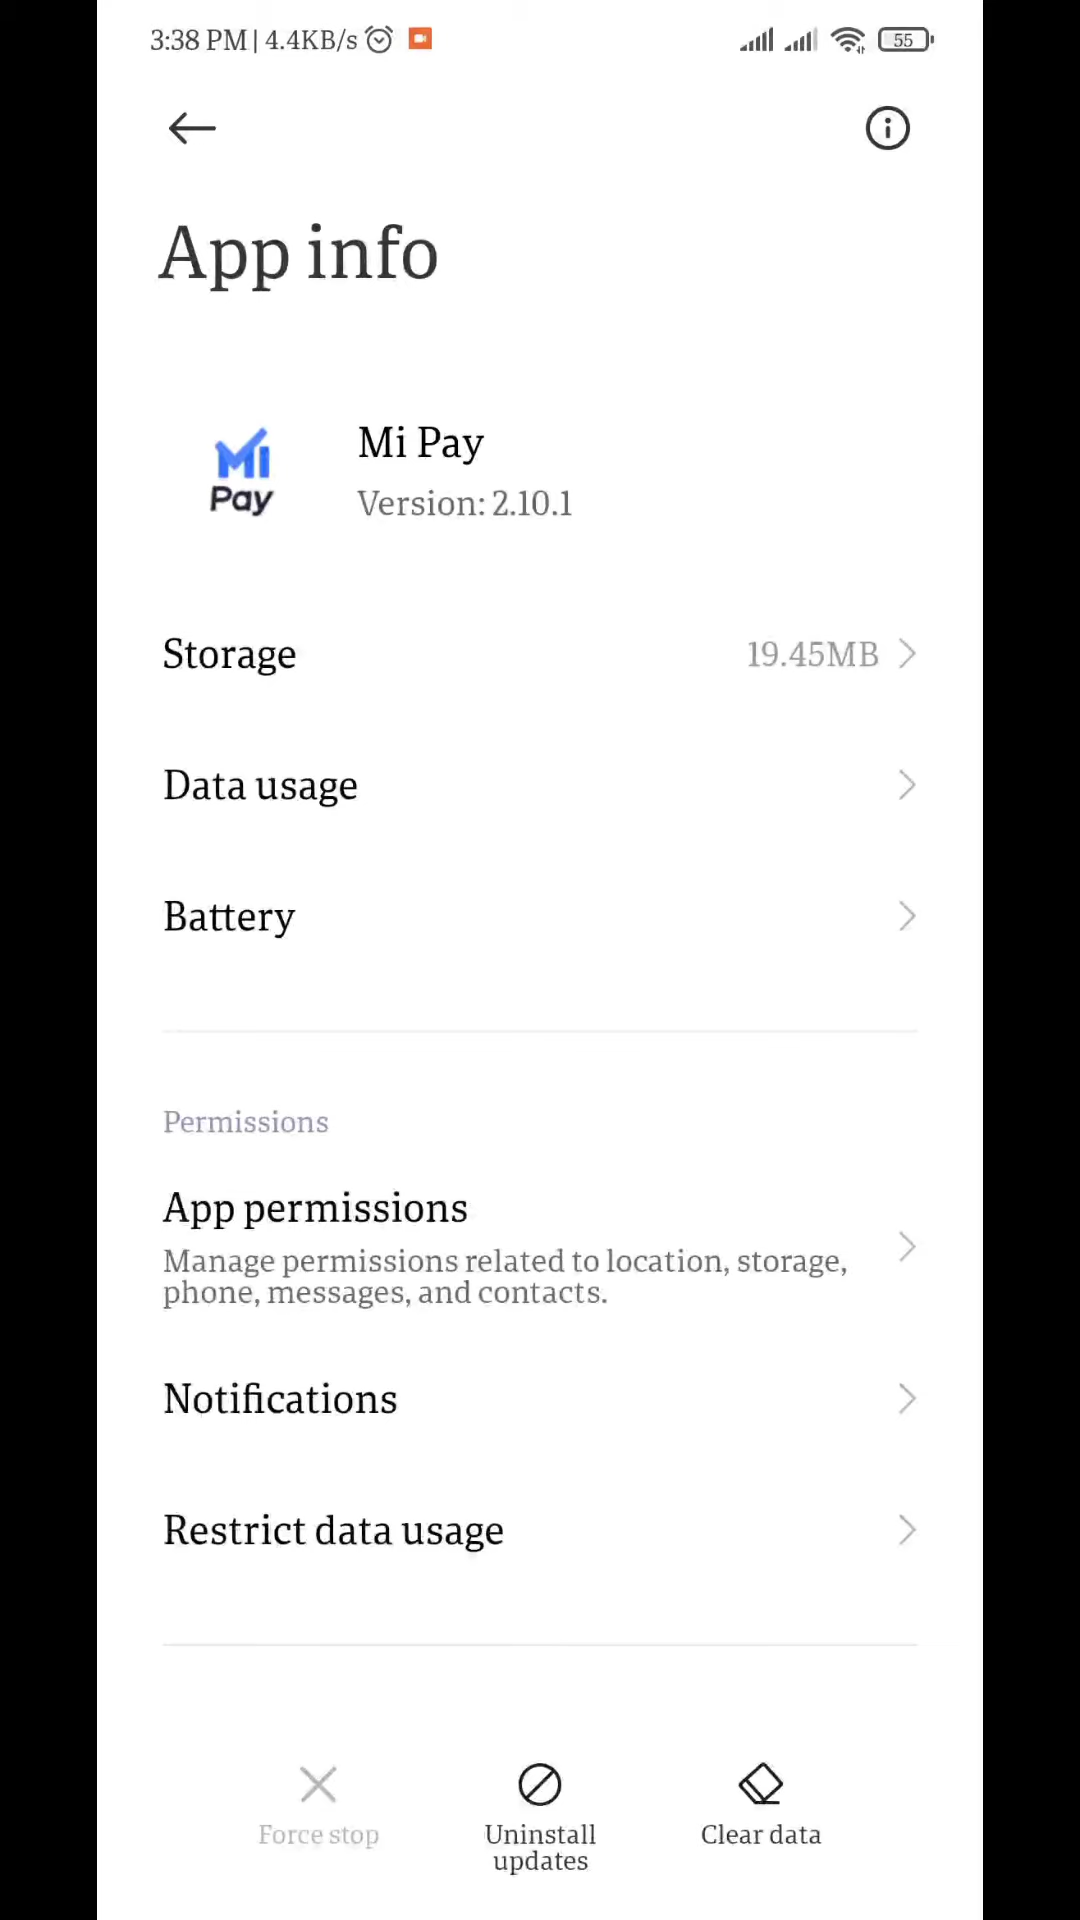 3:38 PM | 4.4KB/s
55
App info
Mi
Pay
Mi Pay
Version: 2.10.1
Storage 19.45MB
Data usage
Battery
Permissions
App permissions
Manage permissions related to location, storage,
phone, messages, and contacts.
Notifications
Restrict data usage
Force stop
Uninstall
updates
Clear data